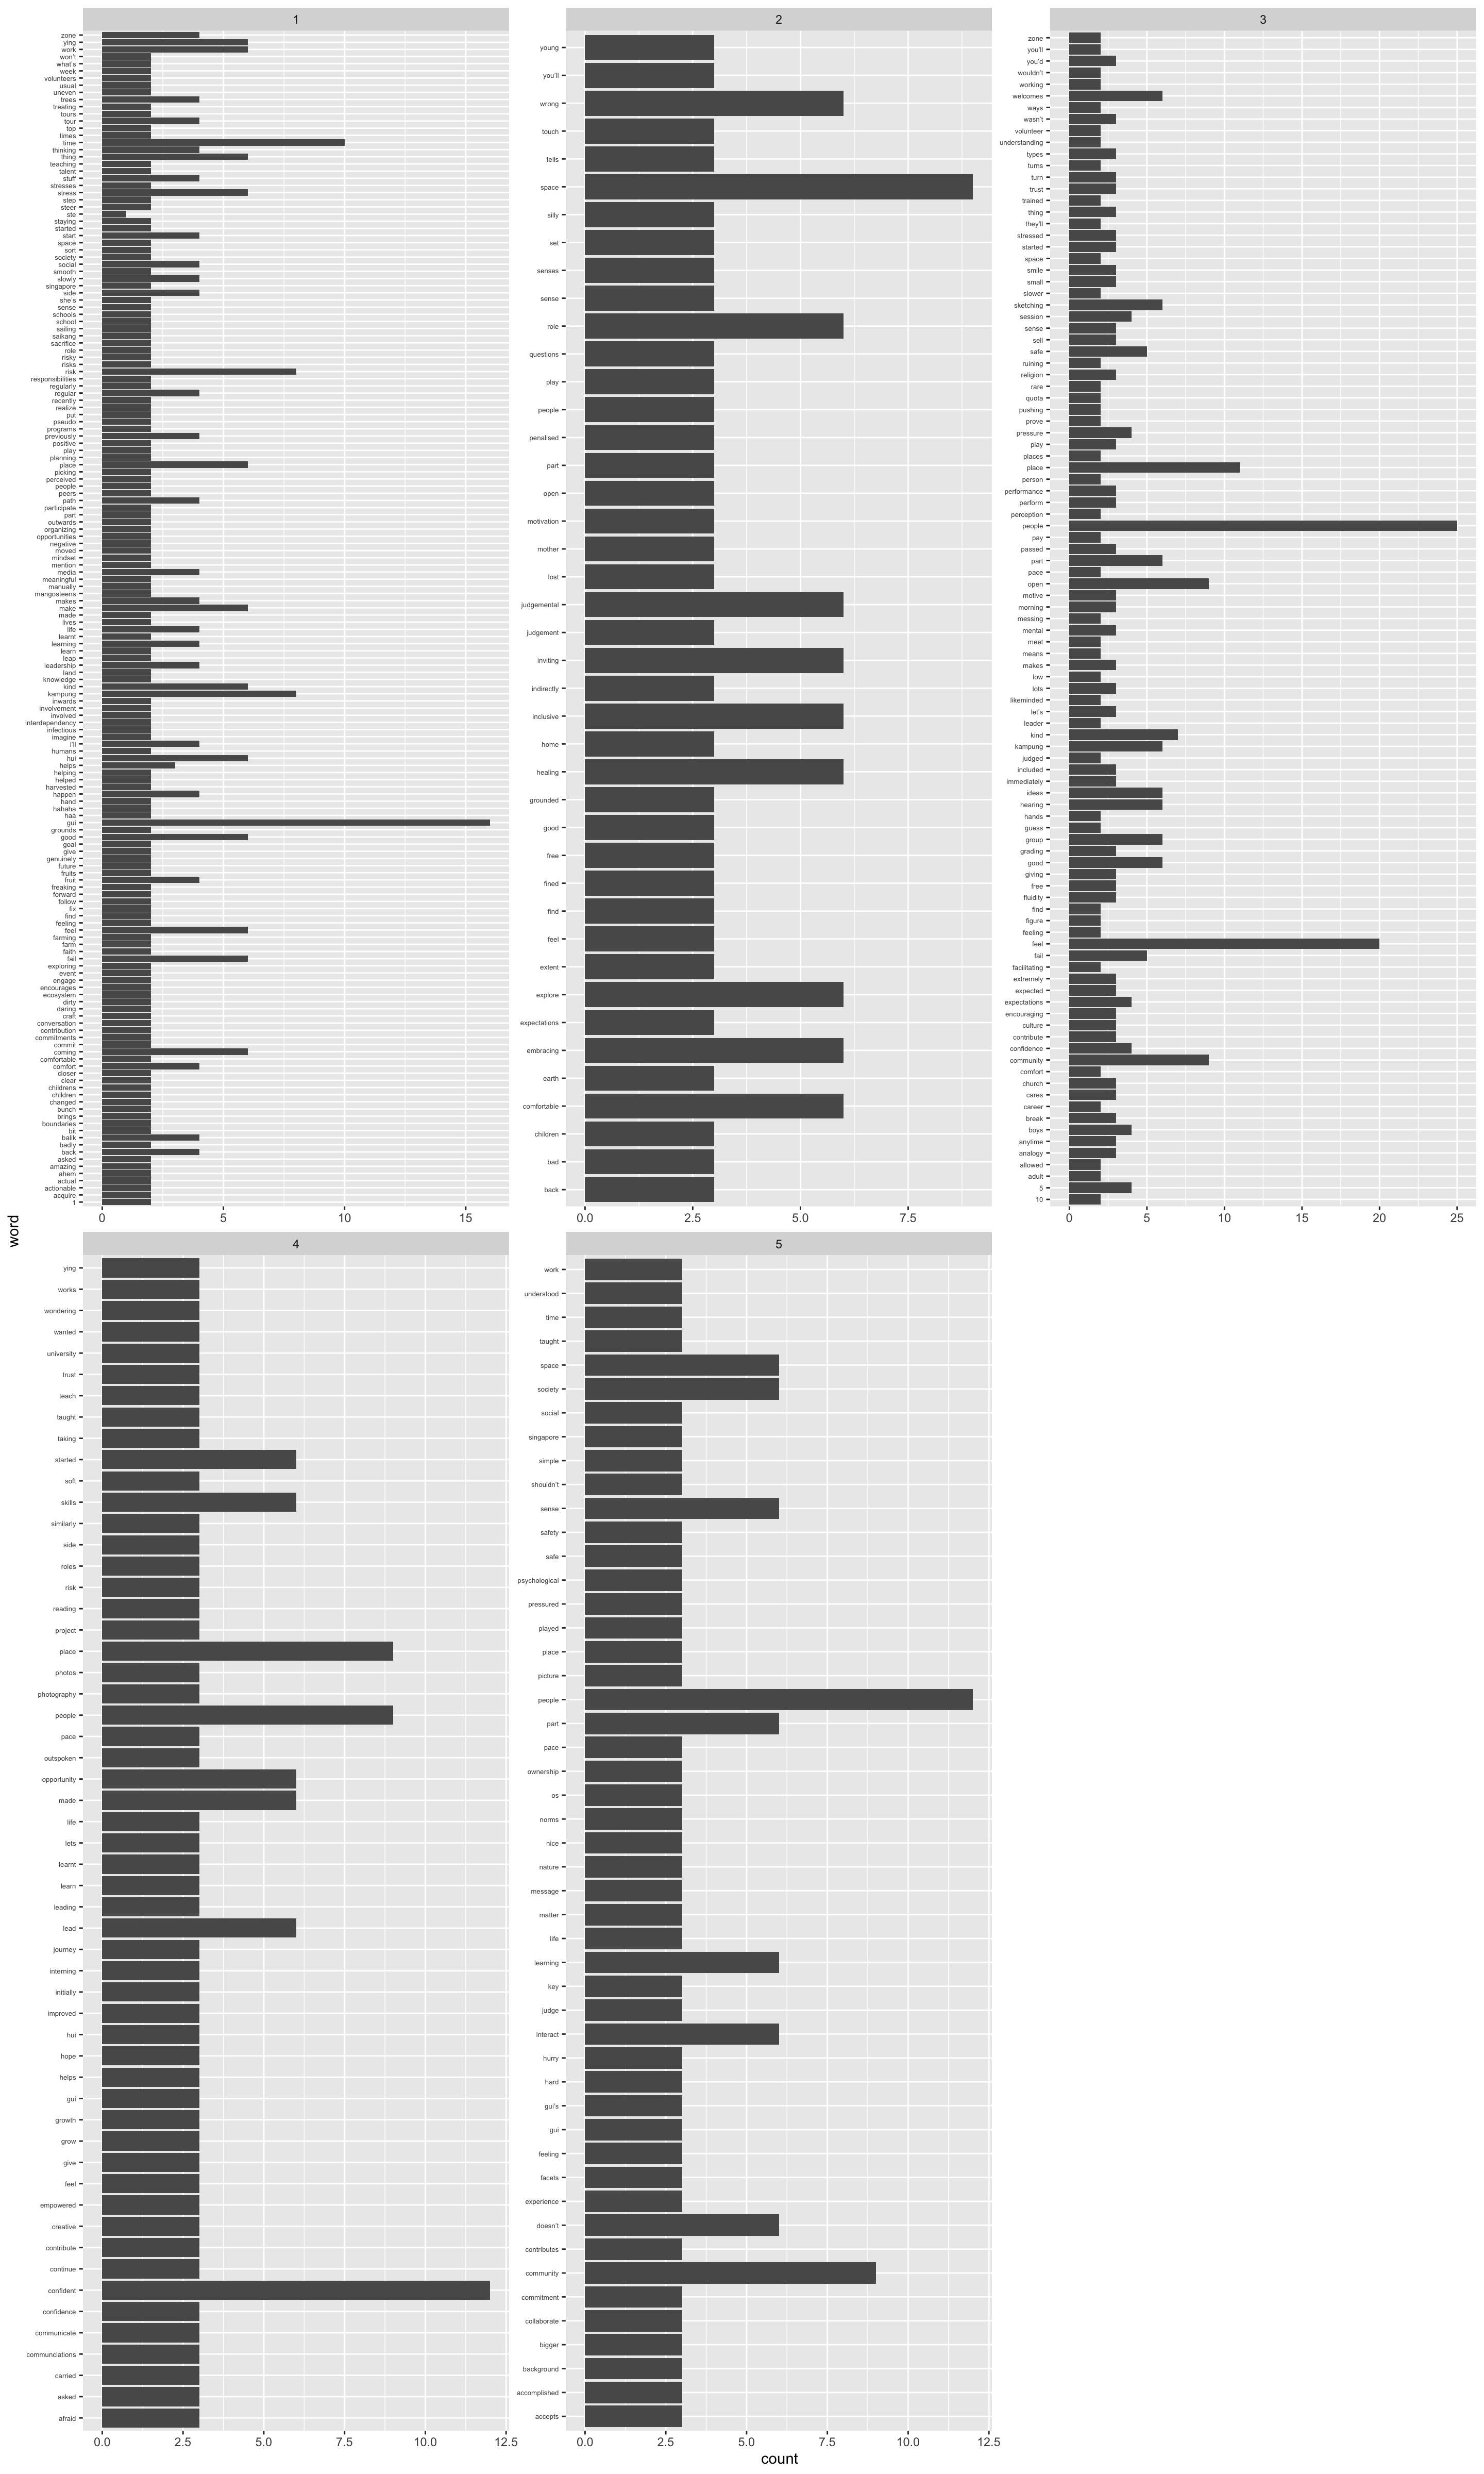 1
zone
ying
work
won't
what's
week
volunteers
usual
uneven
trees
treating
tours
tour
top
times
time
thinking
thing
teaching
talent
stuff
stresses
stress
step
steer
ste
staying
started
start
space
sort
society
social
smooth
slowly
singapore
side
she's
sense
schools
school
sailing
saikang
sacrifice
role
risky
risks
risk
responsibilities
regularly
regular
recently
realize
put
pseudo
programs
previously
positive
play
planning
place
picking
perceived
people
peers
path
participate
part
outwards
organizing
opportunities
negative
moved
mindset
mention
media
meaningful
manually
mangosteens
makes
make
made
lives
life
learnt
learning
learn
leap
leadership
land
knowledge
kind
kampung
inwards
involvement
involved
interdependency
infectious
imagine
i'll
humans
hui
helps
helping
helped
harvested
happen
hand
hahaha
haa
gui
grounds
good
goal
give
genuinely
future
fruits
fruit
freaking
forward
follow
fix
find
feeling
feel
farming
farm
faith
fail
exploring
event
engage
encourages
ecosystem
dirty
daring
craft
conversation
contribution
commitments
commit
coming
comfortable
comfort
closer
clear
childrens
children
changed
bunch
brings
boundaries
bit
balik
badly
back
asked
amazing
ahem
actual
actionable
acquire
1
0 5 10 15
2
young
you'll
wrong
touch
tells
space
silly
set
senses
sense
role
questions
play
people
penalised
part
open
motivation
mother
lost
judgemental
judgement
inviting
indirectly
inclusive
home
healing
grounded
good
free
fined
find
feel
extent
explore
expectations
embracing
earth
comfortable
children
bad
back
0.0 2.5 5.0 7.5
3
zone
you'll
you'd
wouldn't
working
welcomes
ways
wasn't
volunteer
understanding
types
turns
turn
trust
trained
thing
they'll
stressed
started
space
smile
small
slower
sketching
session
sense
sell
safe
ruining
religion
rare
quota
pushing
prove
pressure
play
places
place
person
performance
perform
perception
people
pay
passed
part
pace
open
motive
morning
messing
mental
meet
means
makes
low
lots
likeminded
let's
leader
kind
kampung
judged
included
immediately
ideas
hearing
hands
guess
group
grading
good
giving
free
fluidity
find
figure
feeling
feel
fail
facilitating
extremely
expected
expectations
encouraging
culture
contribute
confidence
community
comfort
church
cares
career
break
boys
anytime
analogy
allowed
adult
5
10
0 5 10 15 20 25
word
4
ying
works
wondering
wanted
university
trust
teach
taught
taking
started
soft
skills
similarly
side
roles
risk
reading
project
place
photos
photography
people
pace
outspoken
opportunity
made
life
lets
learnt
learn
leading
lead
journey
interning
initially
improved
hui
hope
helps
gui
growth
grow
give
feel
empowered
creative
contribute
continue
confident
confidence
communicate
communciations
carried
asked
afraid
0.0 2.5 5.0 7.5 10.0 12.5
5
work
understood
time
taught
space
society
social
singapore
simple
shouldn't
sense
safety
safe
psychological
pressured
played
place
picture
people
part
pace
ownership
os
norms
nice
nature
message
matter
life
learning
key
judge
interact
hurry
hard
gui's
gui
feeling
facets
experience
doesn't
contributes
community
commitment
collaborate
bigger
background
accomplished
accepts
0.0 2.5 5.0 7.5 10.0 12.5
count